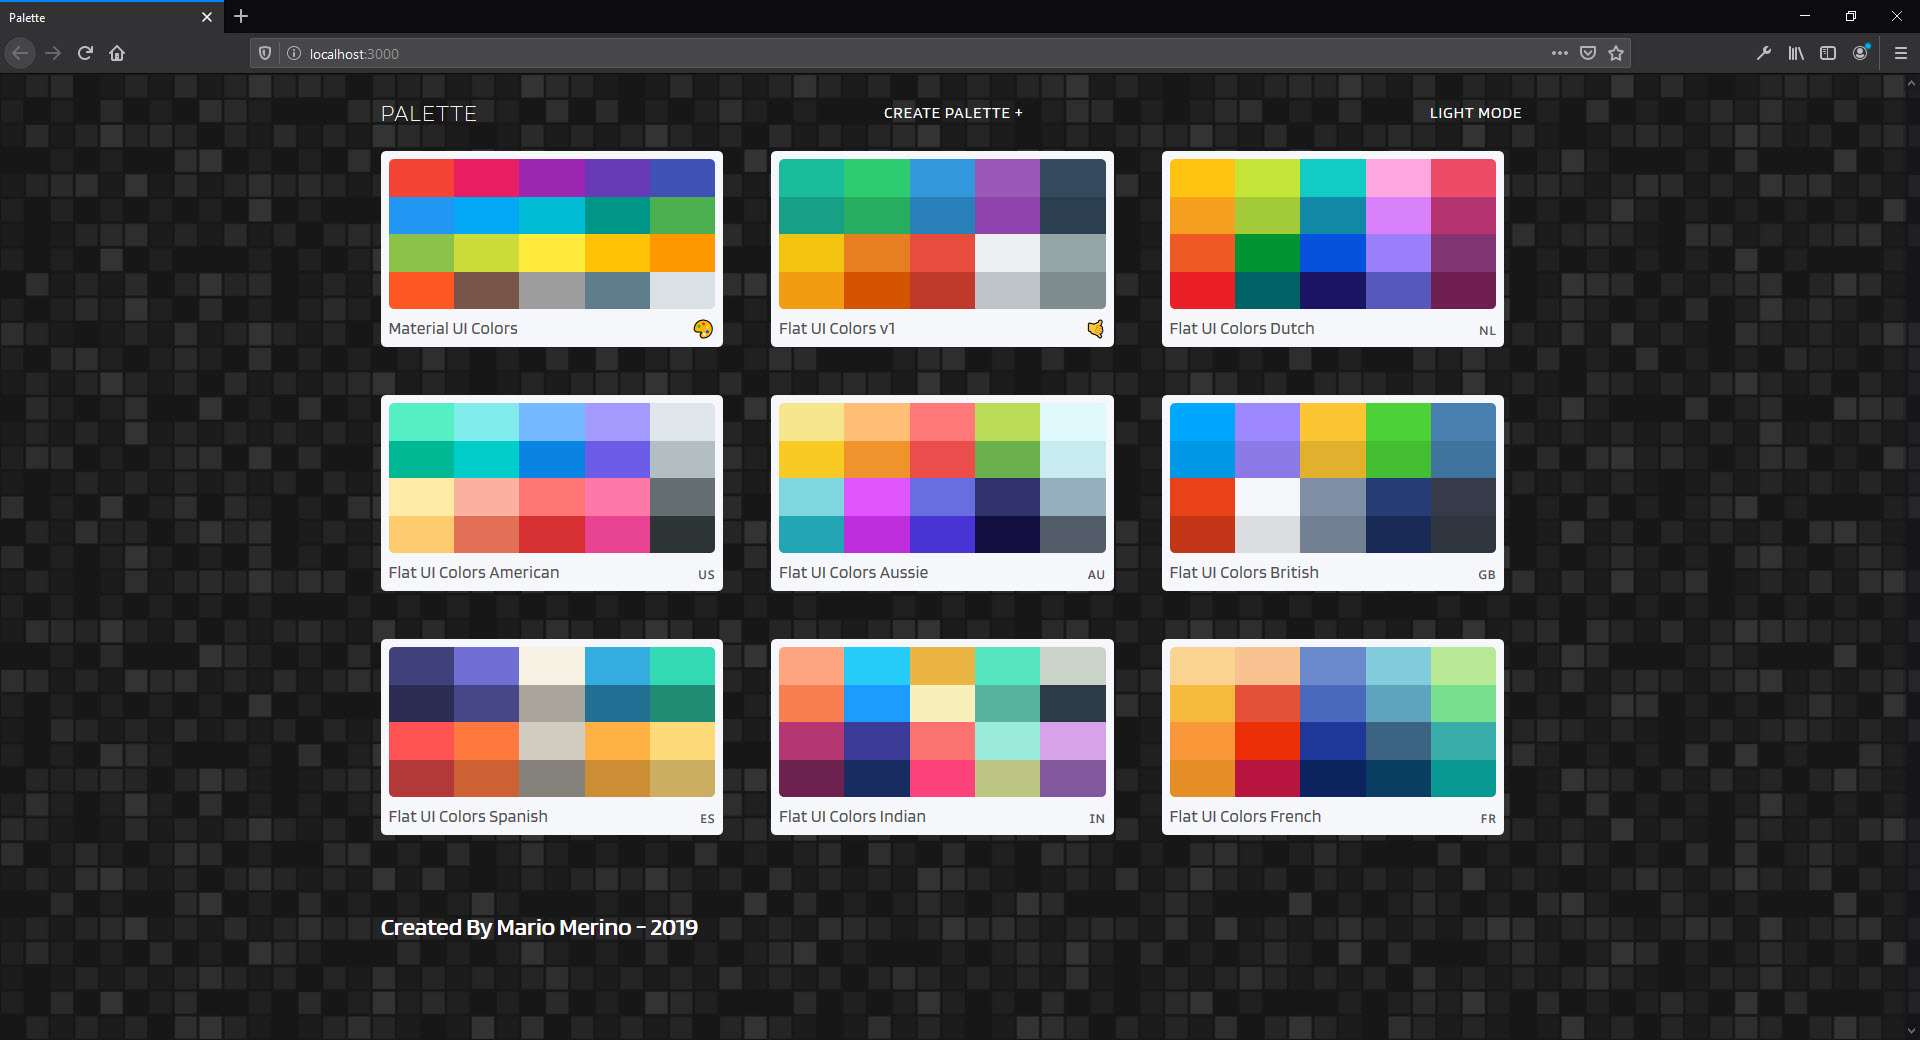 Palette
localhost:3000
PALETTE
CREATE PALETTE +
LIGHT MODE
Material UI Colors 🎨
Flat UI Colors v1 🤙
Flat UI Colors Dutch NL
Flat UI Colors American US
Flat UI Colors Aussie AU
Flat UI Colors British GB
Flat UI Colors Spanish ES
Flat UI Colors Indian IN
Flat UI Colors French FR
Created By Mario Merino - 2019